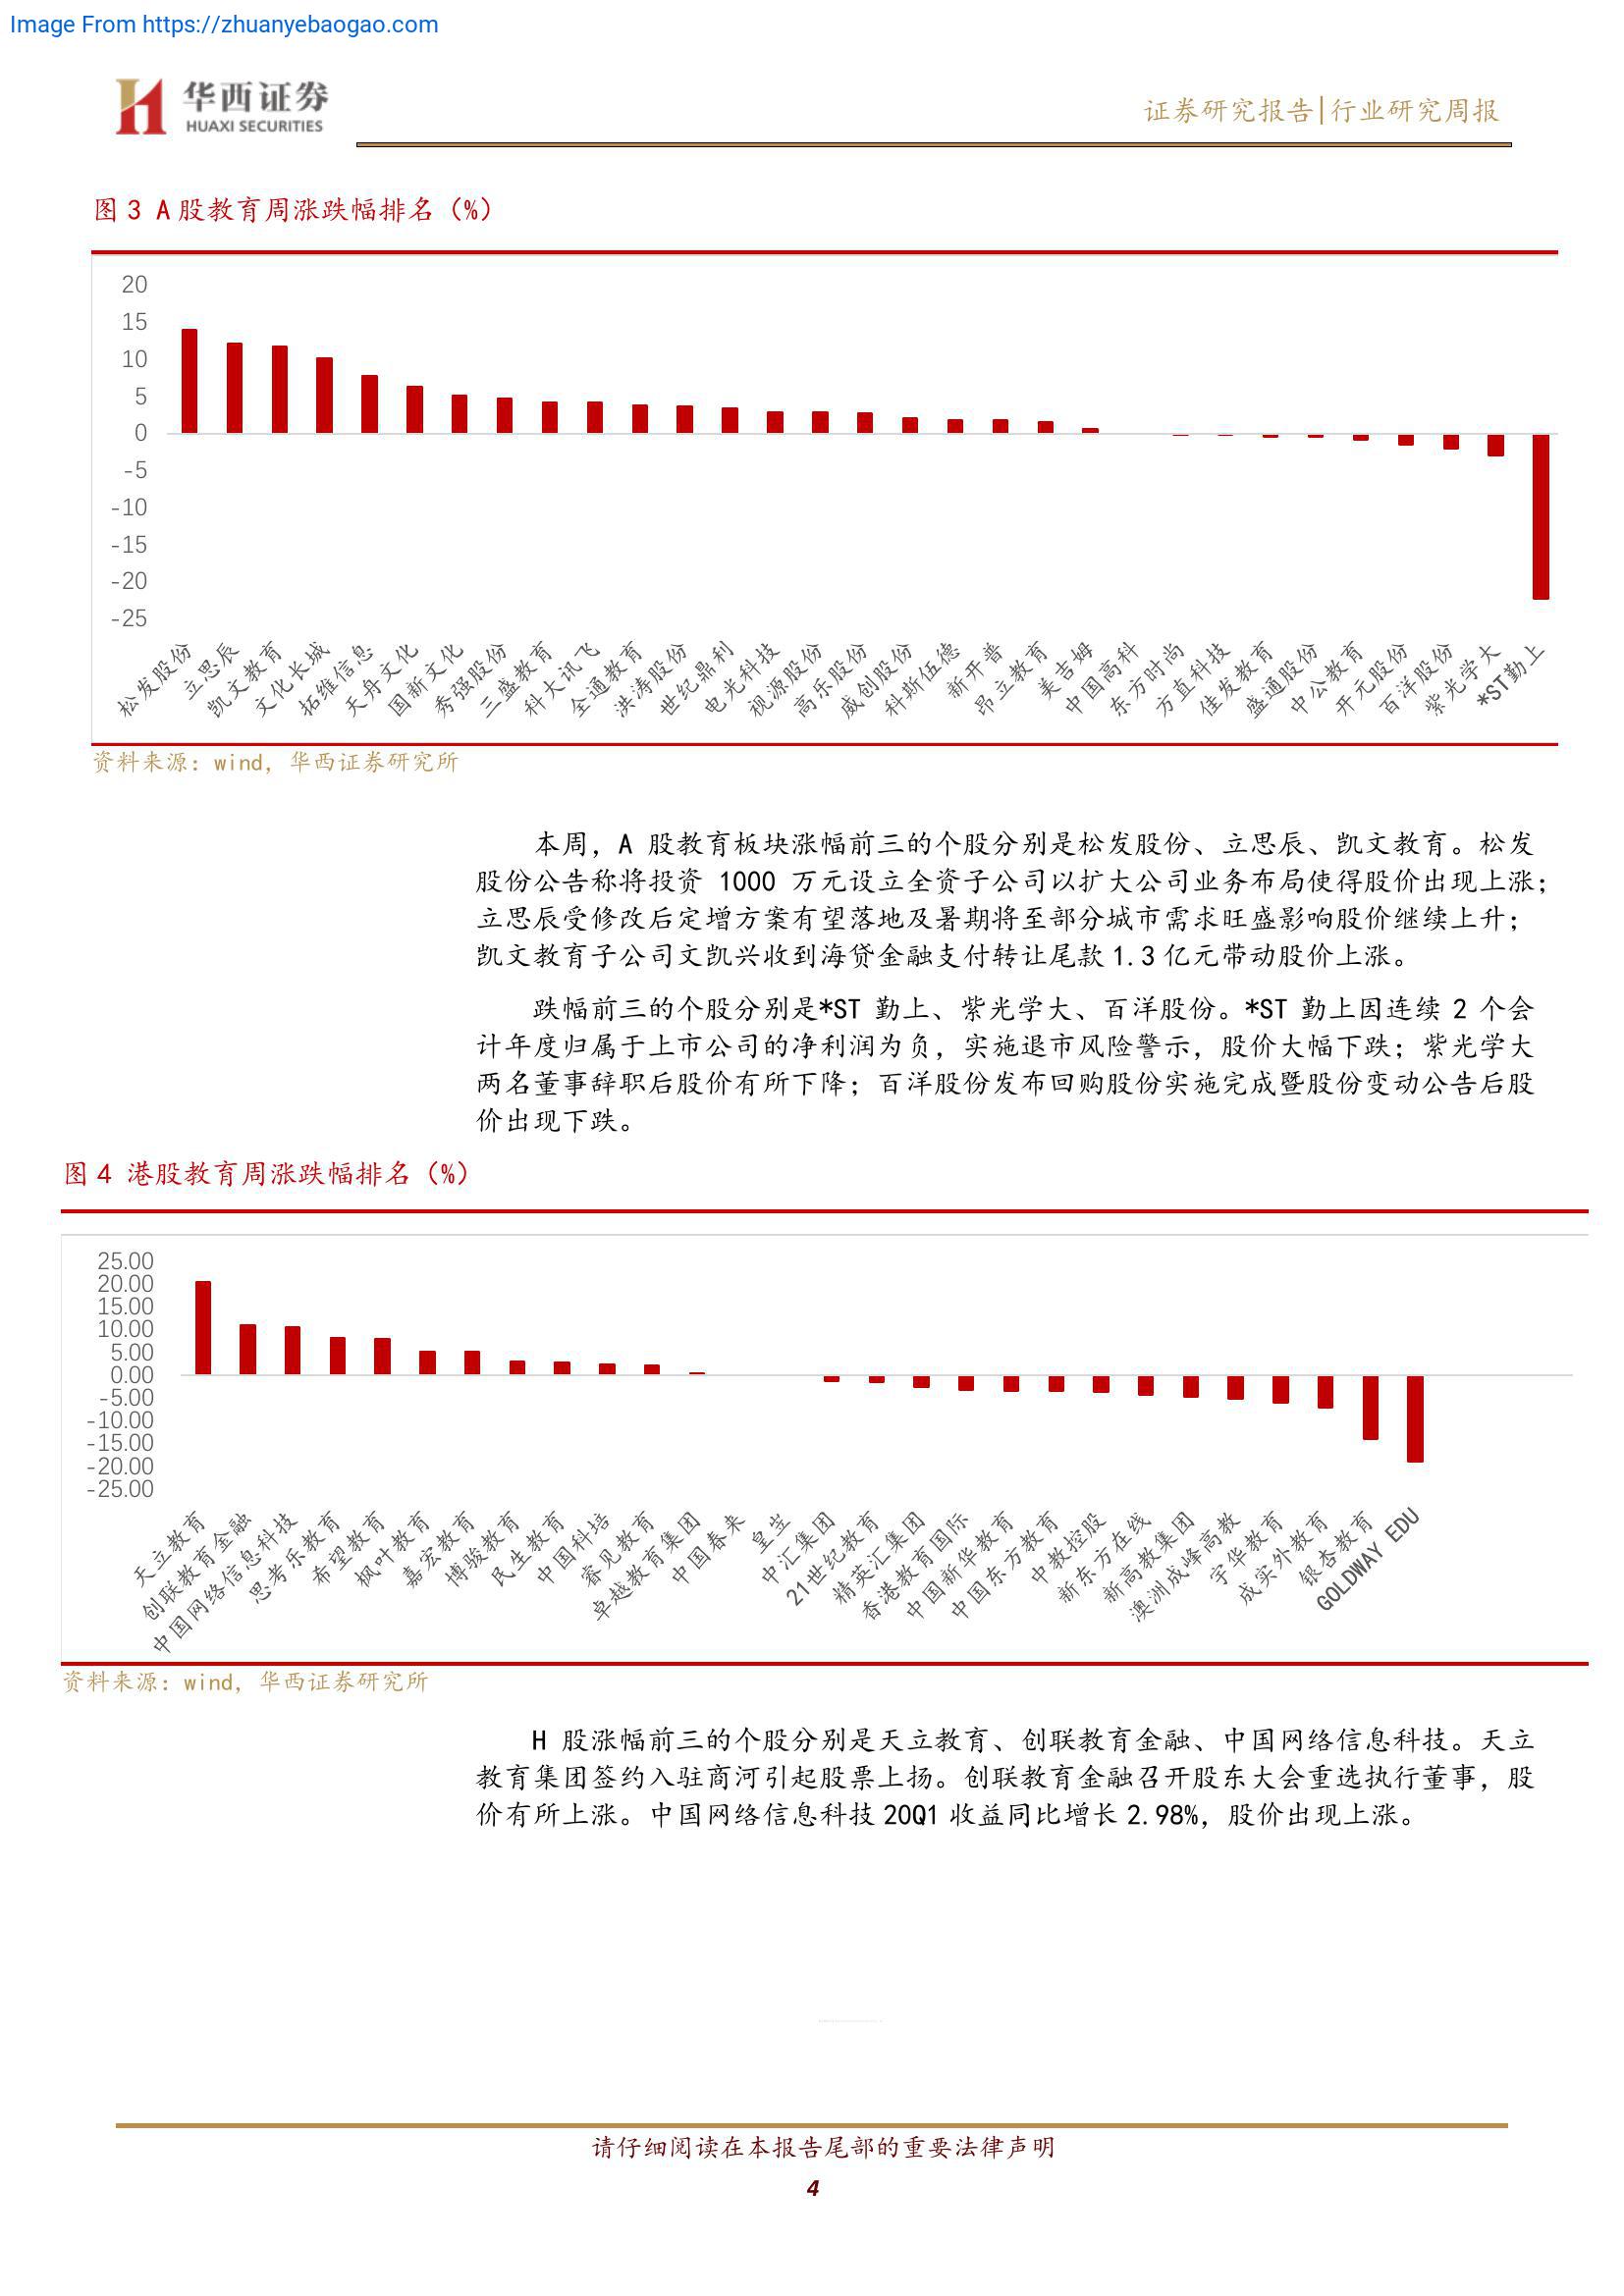 Image From https://zhuanyebaogao.com
华西证券
HUAXI SECURITIES
证券研究报告|行业研究周报
图 3 A 股教育周涨跌幅排名（%）
20
15
10
5
0
-5
-10
-15
-20
-25
松发股份
立思辰
凯文教育
文化长城
拓维信息
天舟文化
国新文化
秀强股份
三盛教育
科大讯飞
全通教育
洪涛股份
世纪鼎利
电光科技
视源股份
高乐股份
威创股份
科斯伍德
新开普
昂立教育
美吉姆
中国高科
东方时尚
方直科技
佳发教育
盛通股份
中公教育
开元股份
百洋股份
紫光学大
*ST勤上
资料来源：wind，华西证券研究所
本周，A 股教育板块涨幅前三的个股分别是松发股份、立思辰、凯文教育。松发
股份公告称将投资 1000 万元设立全资子公司以扩大公司业务布局使得股价出现上涨；
立思辰受修改后定增方案有望落地及暑期将至部分城市需求旺盛影响股价继续上升；
凯文教育子公司文凯兴收到海贷金融支付转让尾款 1.3 亿元带动股价上涨。
跌幅前三的个股分别是*ST 勤上、紫光学大、百洋股份。*ST 勤上因连续 2 个会
计年度归属于上市公司的净利润为负，实施退市风险警示，股价大幅下跌；紫光学大
两名董事辞职后股价有所下降；百洋股份发布回购股份实施完成暨股份变动公告后股
价出现下跌。
图 4 港股教育周涨跌幅排名（%）
25.00
20.00
15.00
10.00
5.00
0.00
-5.00
-10.00
-15.00
-20.00
-25.00
天立教育
创联教育金融
中国网络信息科技
思考乐教育
希望教育
枫叶教育
嘉宏教育
博骏教育
民生教育
中国科培
睿见教育
卓越教育集团
中国春来
皇岦
中汇集团
21世纪教育
精英汇集团
香港教育国际
中国新华教育
中国东方教育
中教控股
新东方在线
新高教集团
澳洲成峰高教
宇华教育
成实外教育
银杏教育
GOLDWAY EDU
资料来源：wind，华西证券研究所
H 股涨幅前三的个股分别是天立教育、创联教育金融、中国网络信息科技。天立
教育集团签约入驻商河引起股票上扬。创联教育金融召开股东大会重选执行董事，股
价有所上涨。中国网络信息科技 20Q1 收益同比增长 2.98%，股价出现上涨。
请仔细阅读在本报告尾部的重要法律声明
4